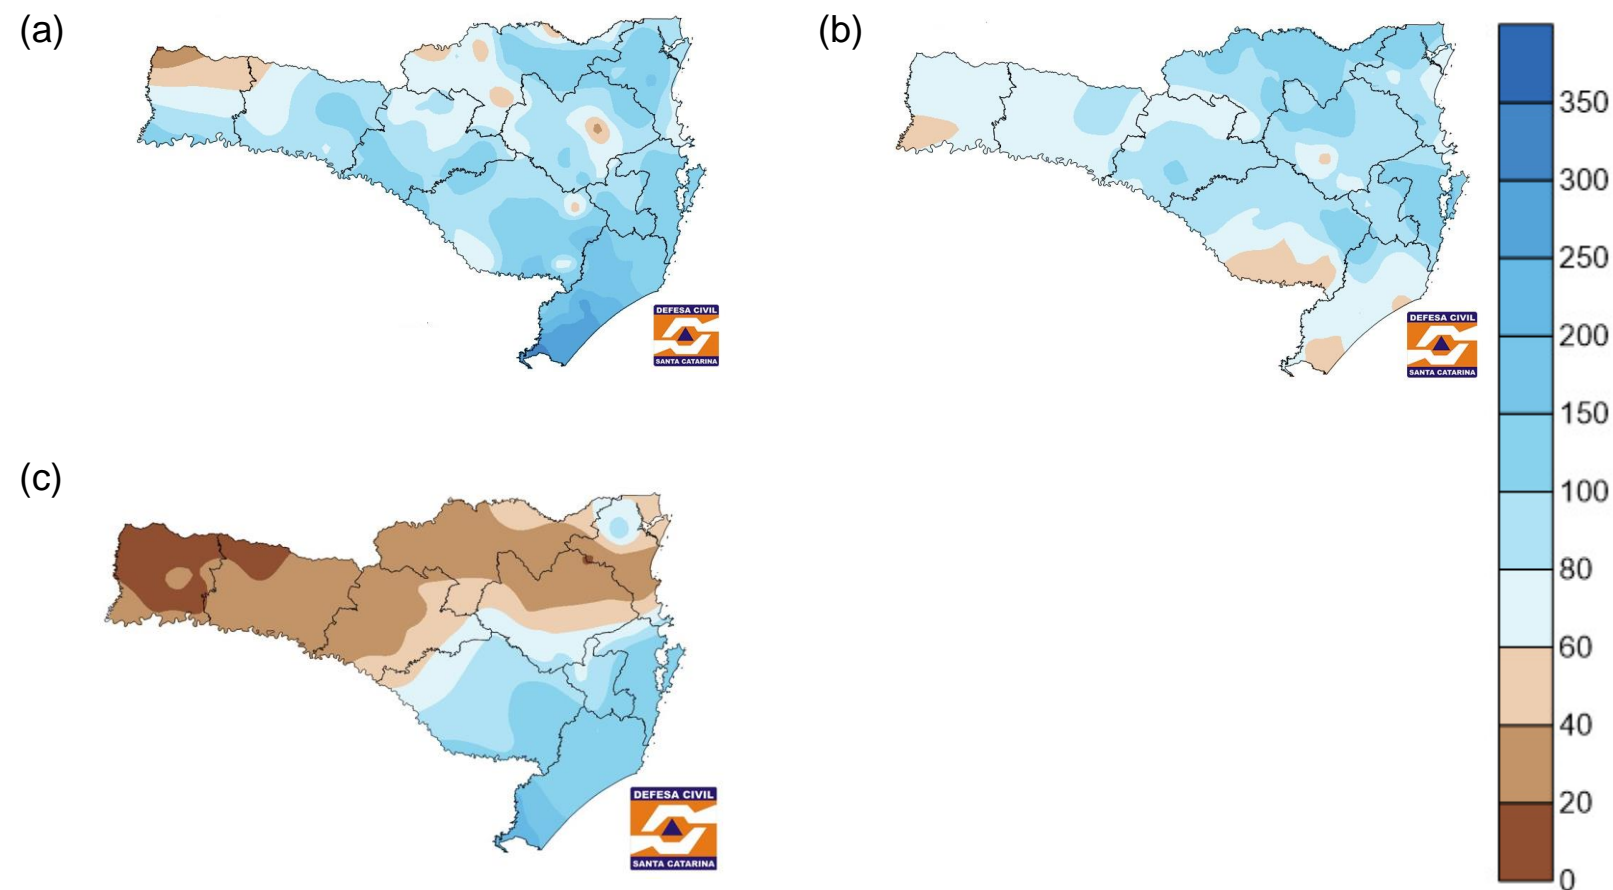 (a)
(b)
DEFESA CIVIL
SANTA CATARINA
DEFESA CIVIL
SANTA CATARINA
(c)
DEFESA CIVIL
SANTA CATARINA
350
300
250
200
150
100
80
60
40
20
0